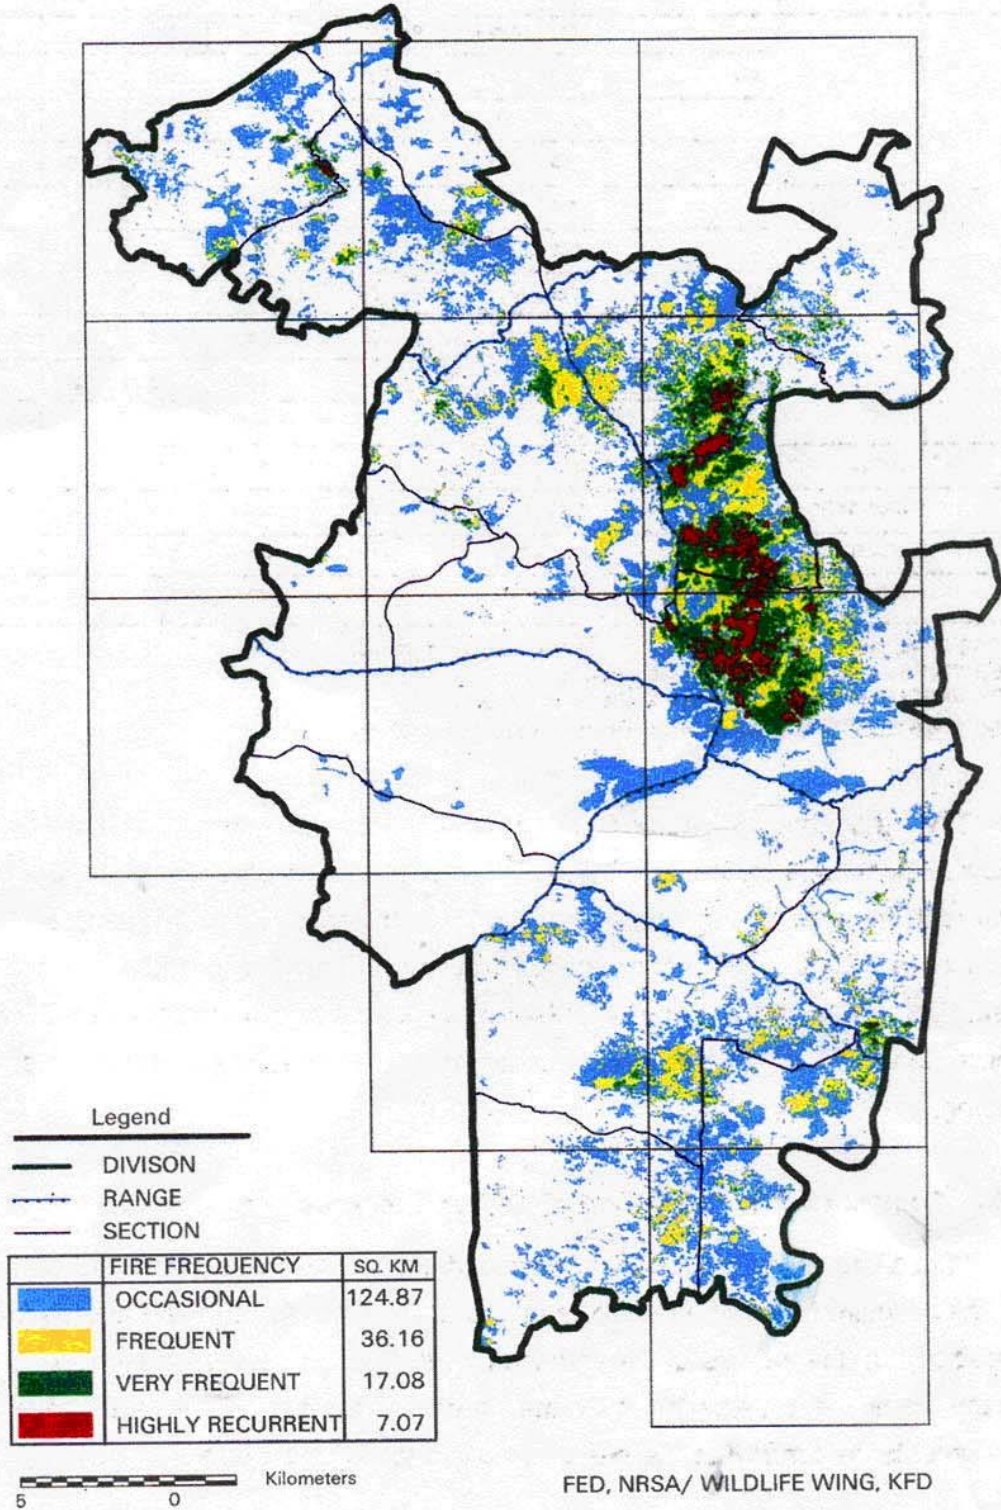 Legend
DIVISON
RANGE
SECTION
FIRE FREQUENCY SQ. KM
OCCASIONAL 124.87
FREQUENT 36.16
VERY FREQUENT 17.08
HIGHLY RECURRENT 7.07
Kilometers
5 0
FED, NRSA/ WILDLIFE WING, KFD